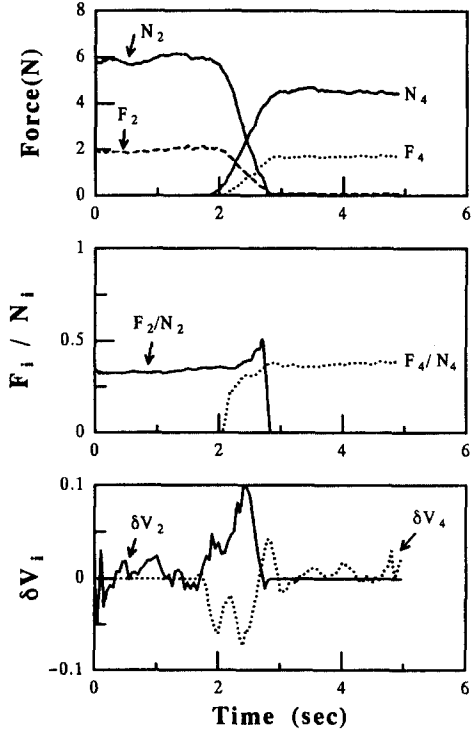 8
N2
6
F2
N4
4
Force(N)
2
F4
0
0 2 4 6
1
F2/N2
Fi / Ni
0.5
F4/N4
0
0 2 4 6
0.1
δV2
δV4
δVi
0
-0.1
0 2 4 6
Time (sec)